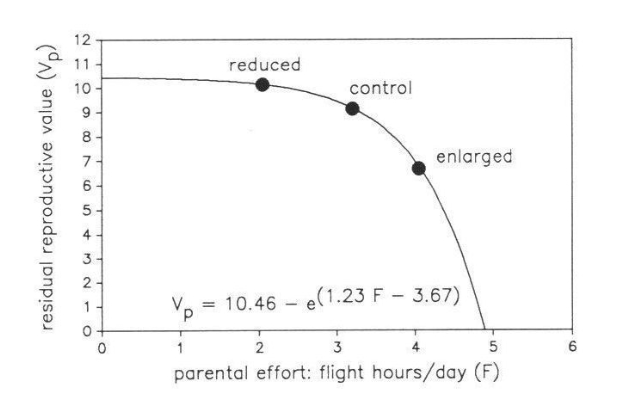 residual reproductive value (Vp)
12
11
10
9
8
7
6
5
4
3
2
1
0
reduced
control
enlarged
Vp = 10.46 − e(1.23 F − 3.67)
0 1 2 3 4 5 6
parental effort: flight hours/day (F)